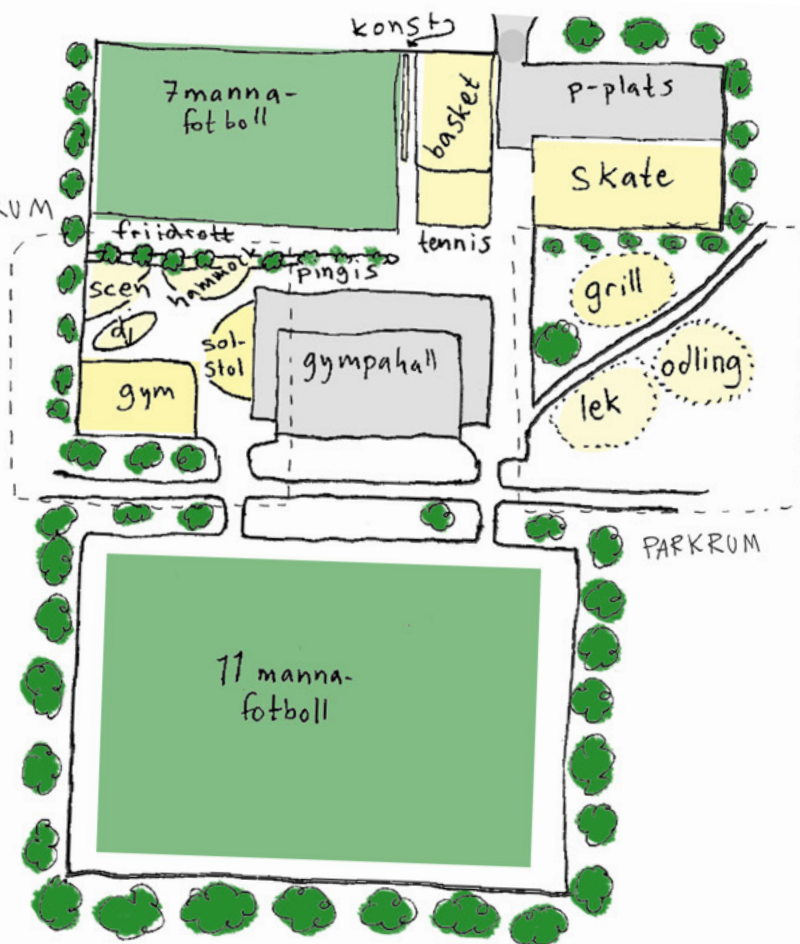 konst
7manna-
fotboll
basket
p-plats
skate
KUM
friidrott
tennis
pingis
hammock
scen
dj
sol-
stol
gympahall
grill
odling
gym
lek
PARKRUM
11 manna-
fotboll